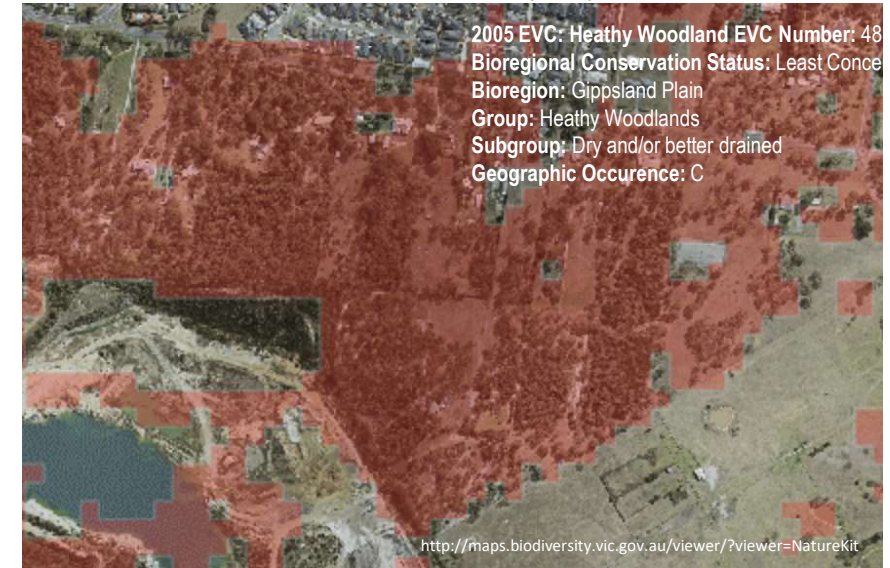 2005 EVC: Heathy Woodland EVC Number: 48
Bioregional Conservation Status: Least Conce
Bioregion: Gippsland Plain
Group: Heathy Woodlands
Subgroup: Dry and/or better drained
Geographic Occurence: C
http://maps.biodiversity.vic.gov.au/viewer/?viewer=NatureKit